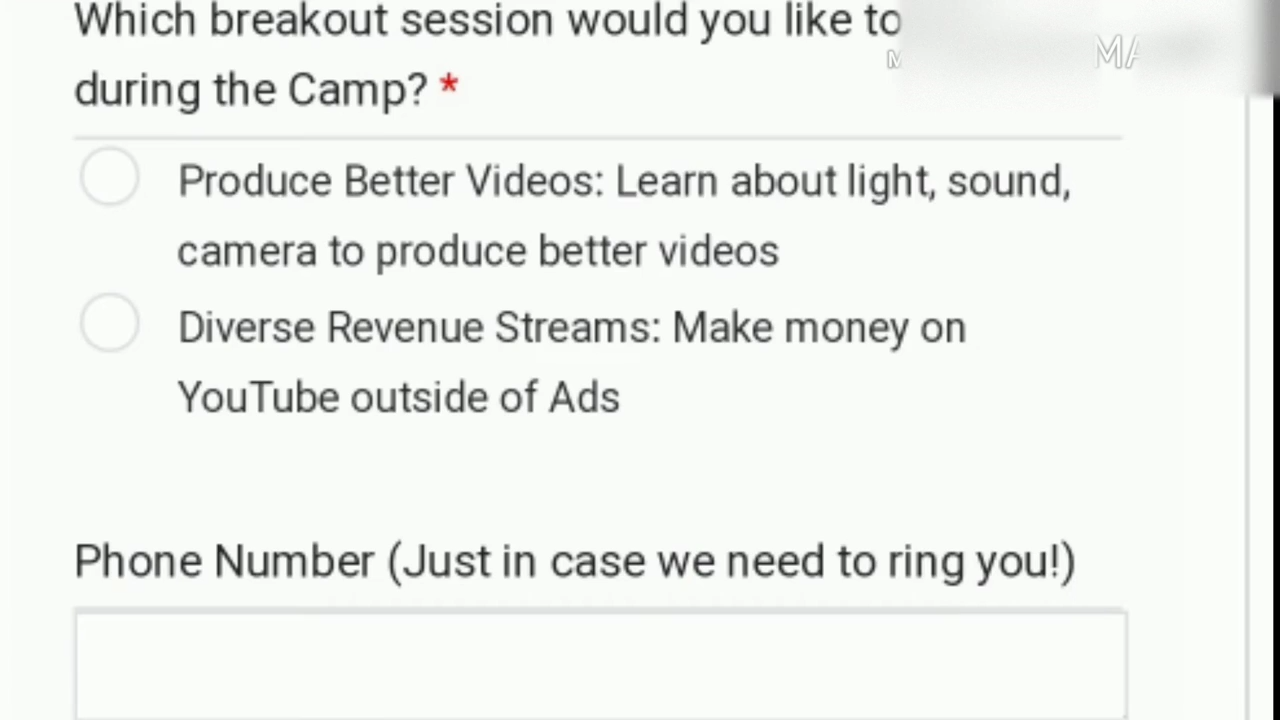 Which breakout session would you like to
during the Camp? *
Produce Better Videos: Learn about light, sound,
camera to produce better videos
Diverse Revenue Streams: Make money on
YouTube outside of Ads
Phone Number (Just in case we need to ring you!)